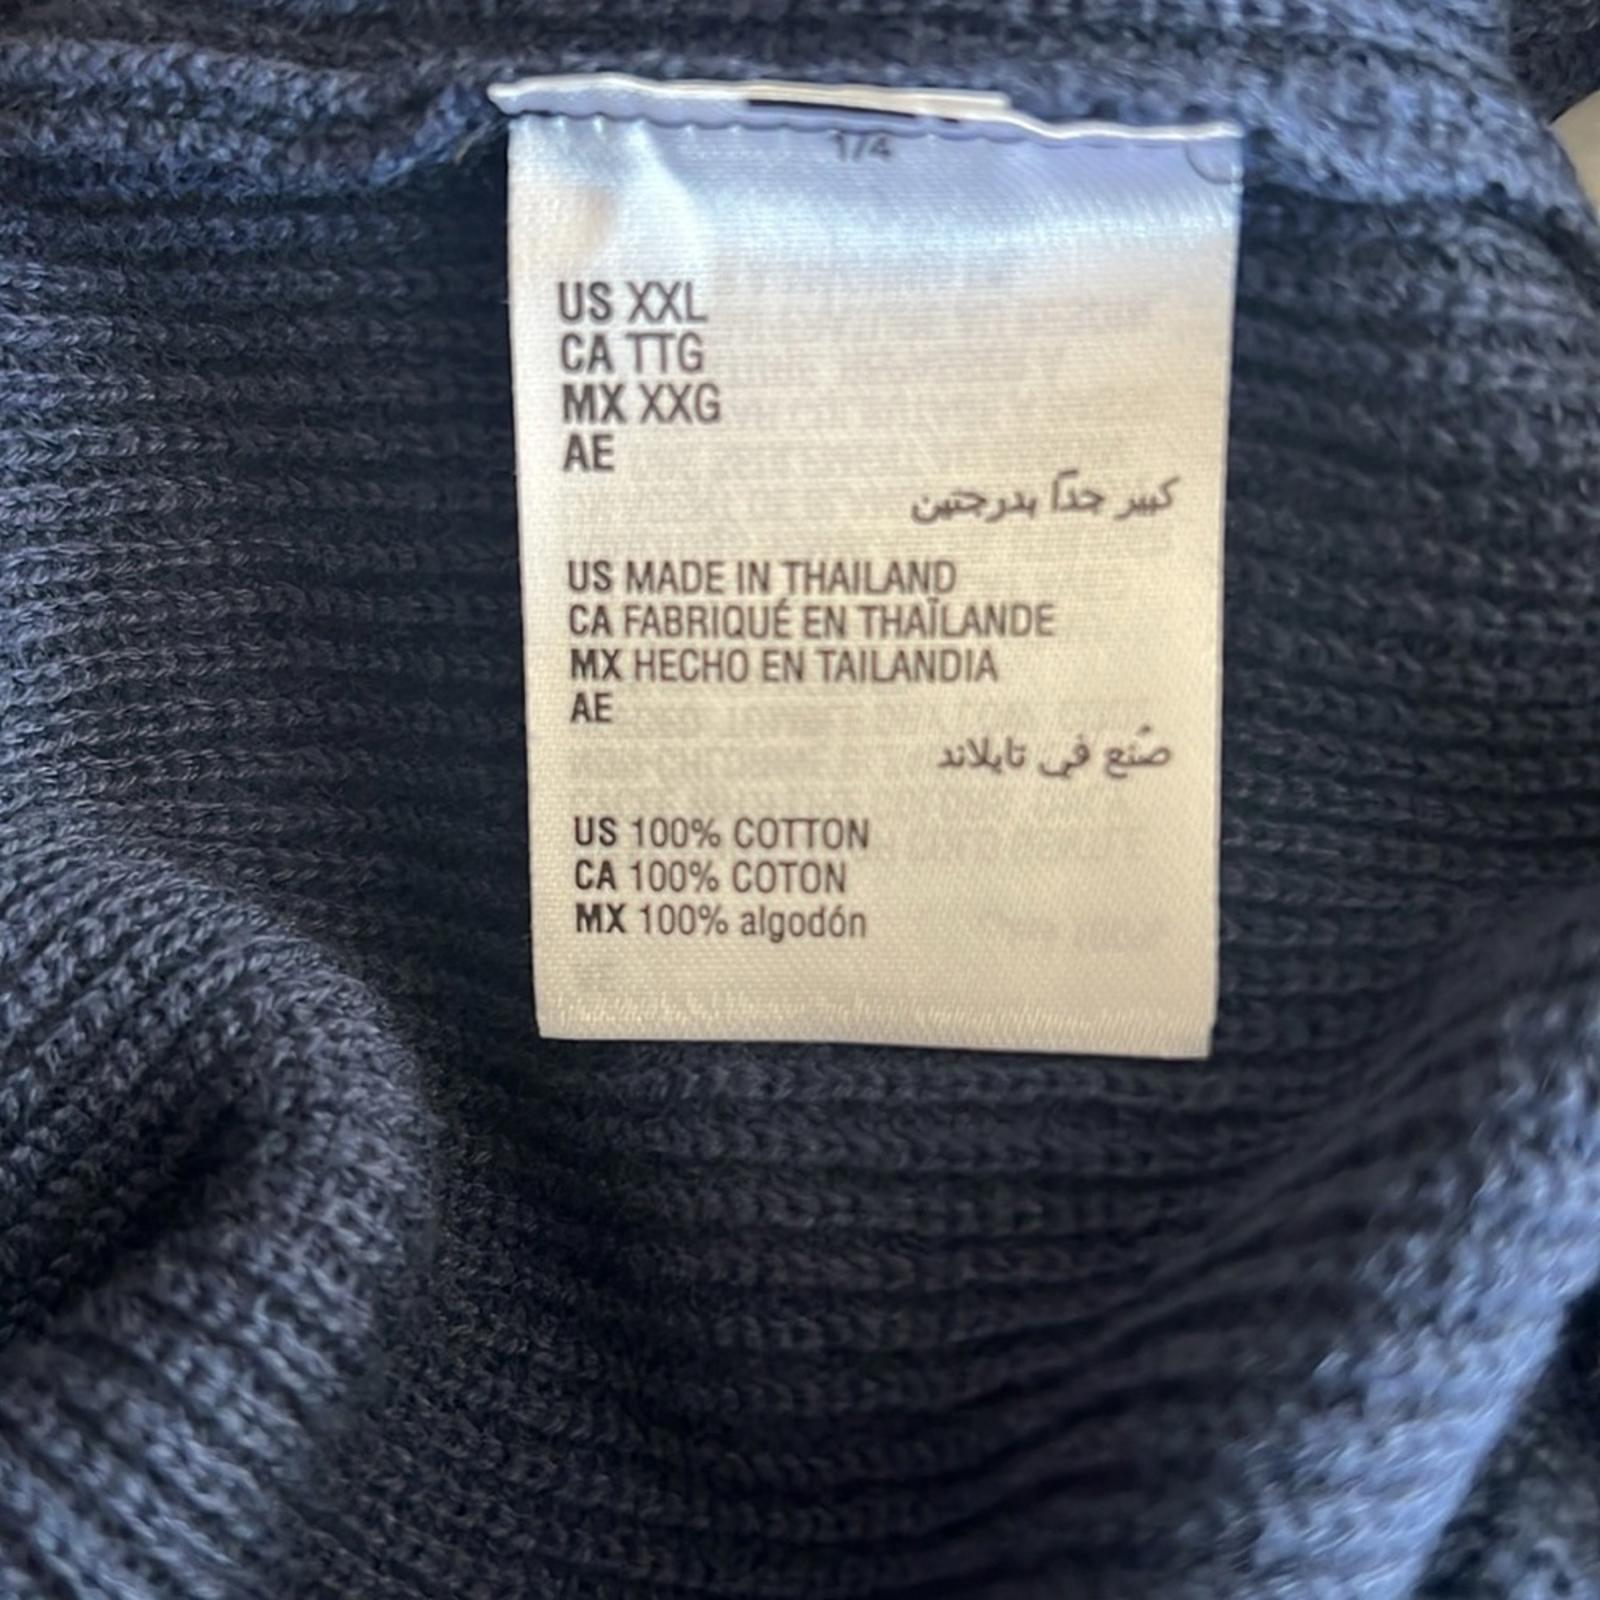 1/4
US XXL
CA TTG
MX XXG
AE
كبير جدًا بدرجتين
US MADE IN THAILAND
CA FABRIQUÉ EN THAÏLANDE
MX HECHO EN TAILANDIA
AE
صُنع في تايلاند
US 100% COTTON
CA 100% COTON
MX 100% algodón